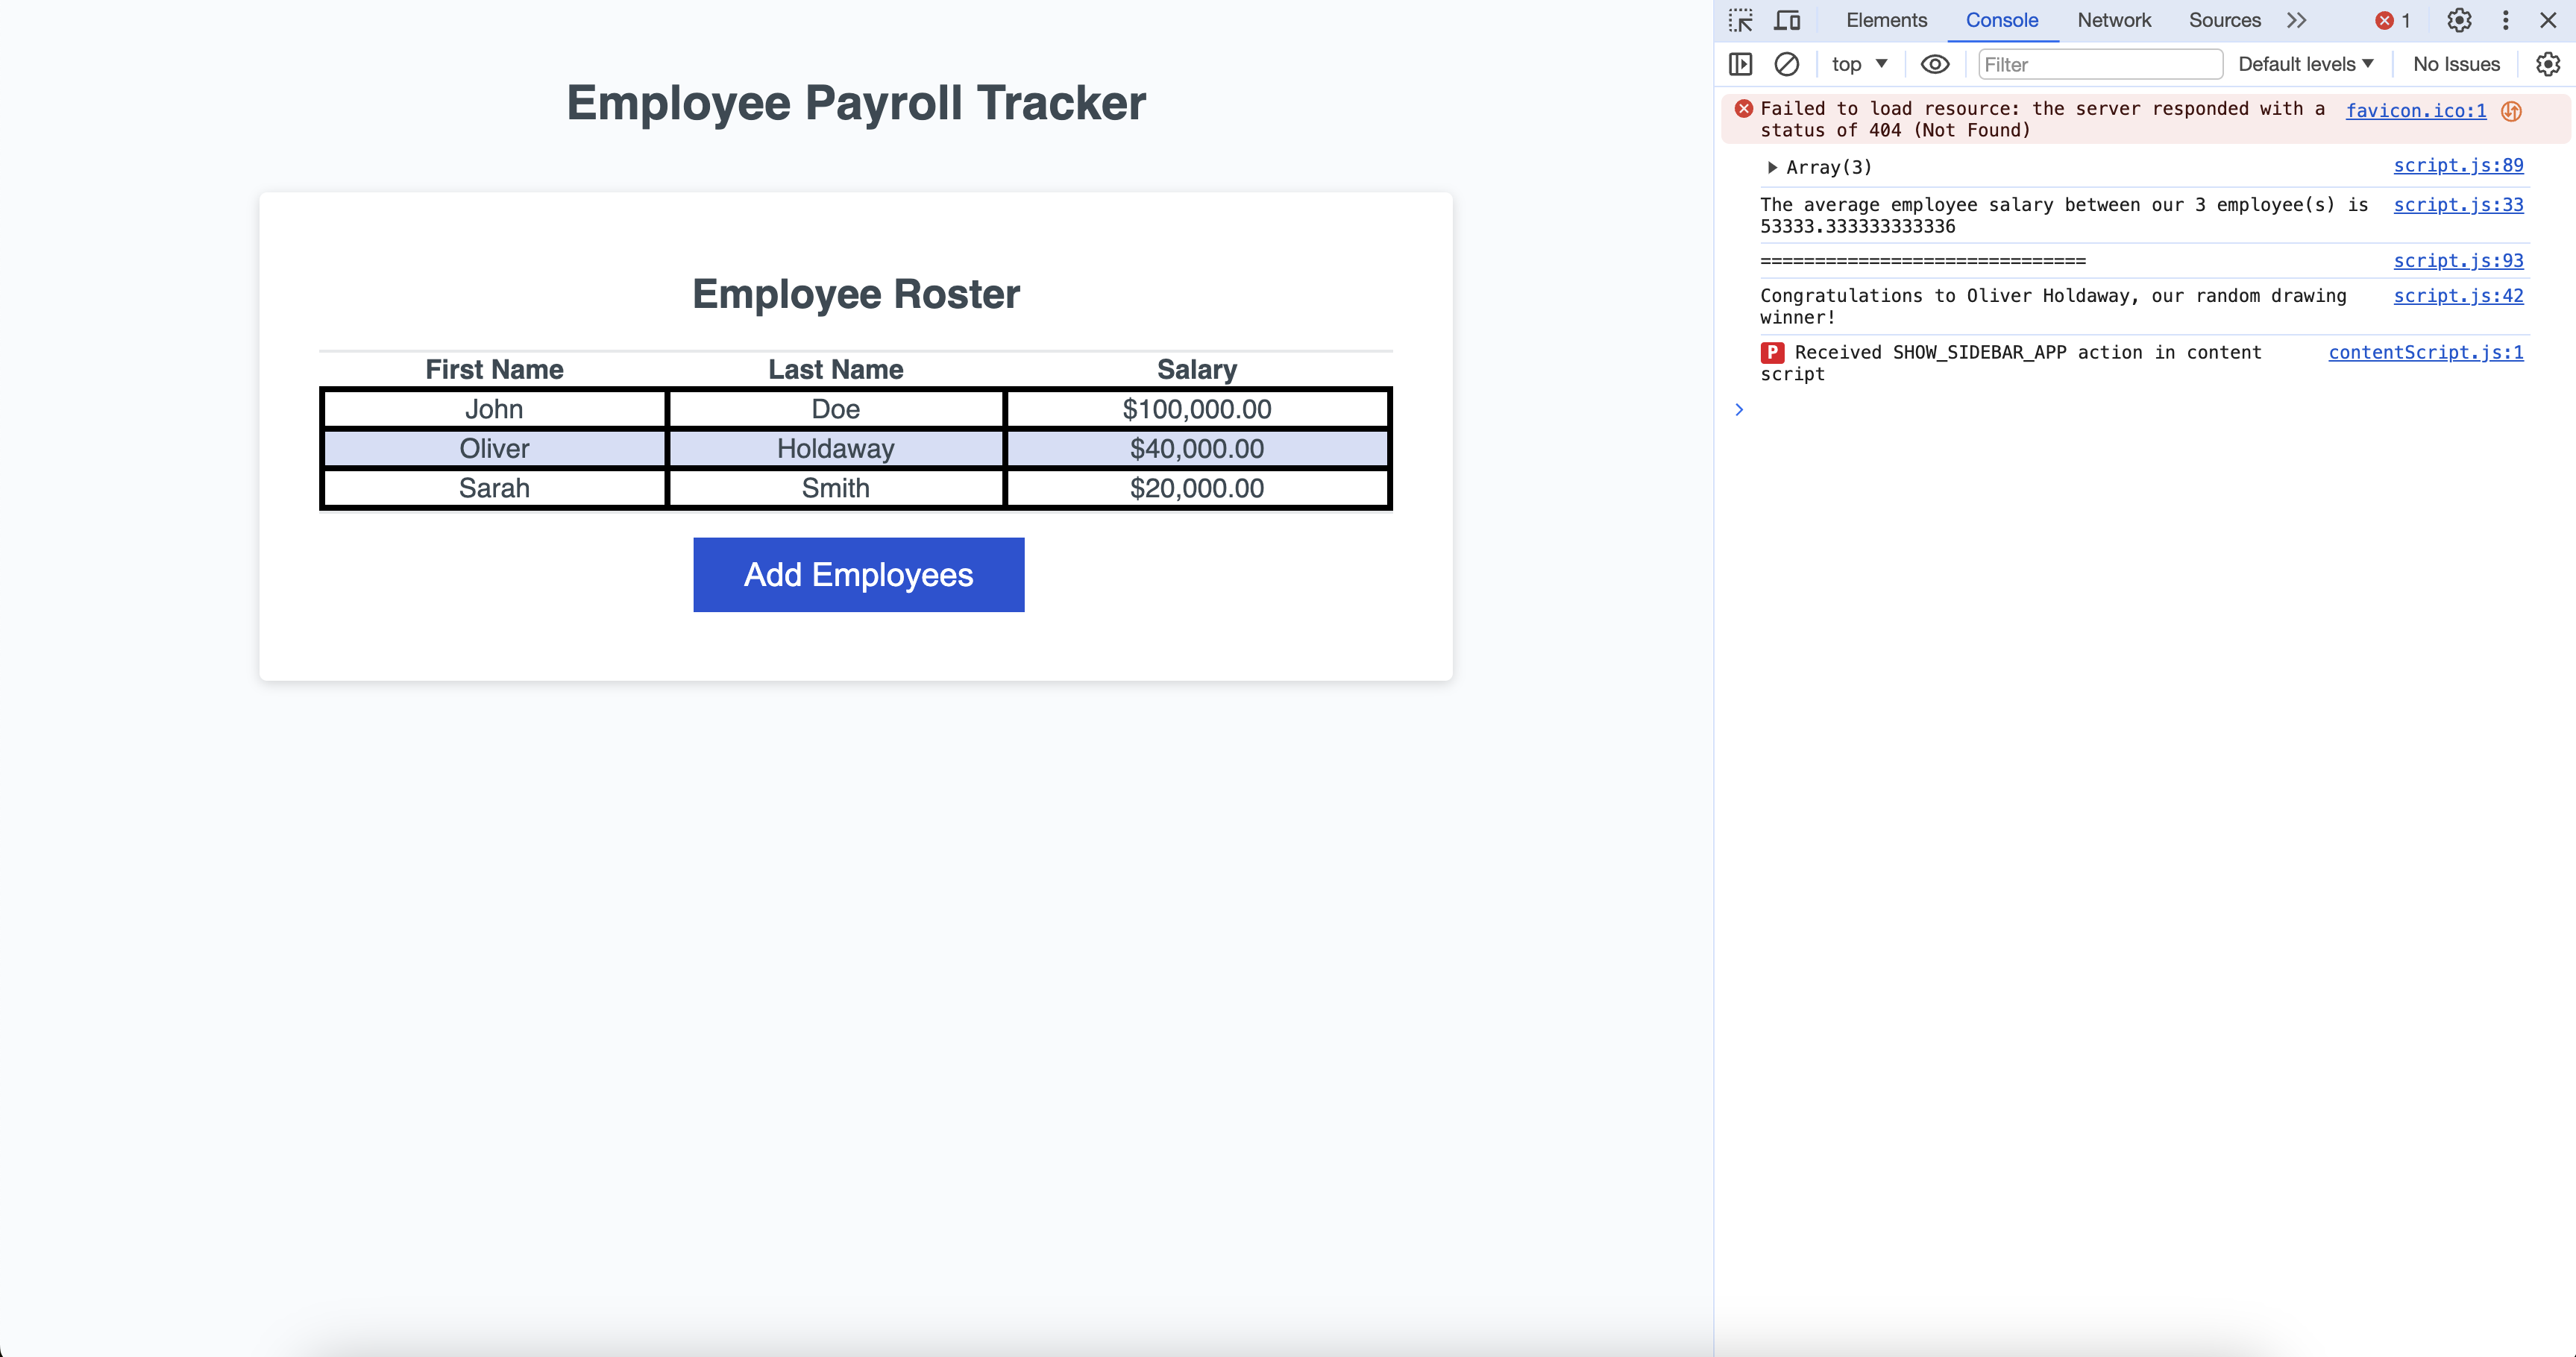 Employee Payroll Tracker
Employee Roster
First Name Last Name Salary
John Doe $100,000.00
Oliver Holdaway $40,000.00
Sarah Smith $20,000.00
Add Employees
Elements Console Network Sources 1
top Filter Default levels No Issues
Failed to load resource: the server responded with a favicon.ico:1
status of 404 (Not Found)
Array(3) script.js:89
The average employee salary between our 3 employee(s) is script.js:33
53333.333333333336
============================== script.js:93
Congratulations to Oliver Holdaway, our random drawing script.js:42
winner!
P Received SHOW_SIDEBAR_APP action in content contentScript.js:1
script